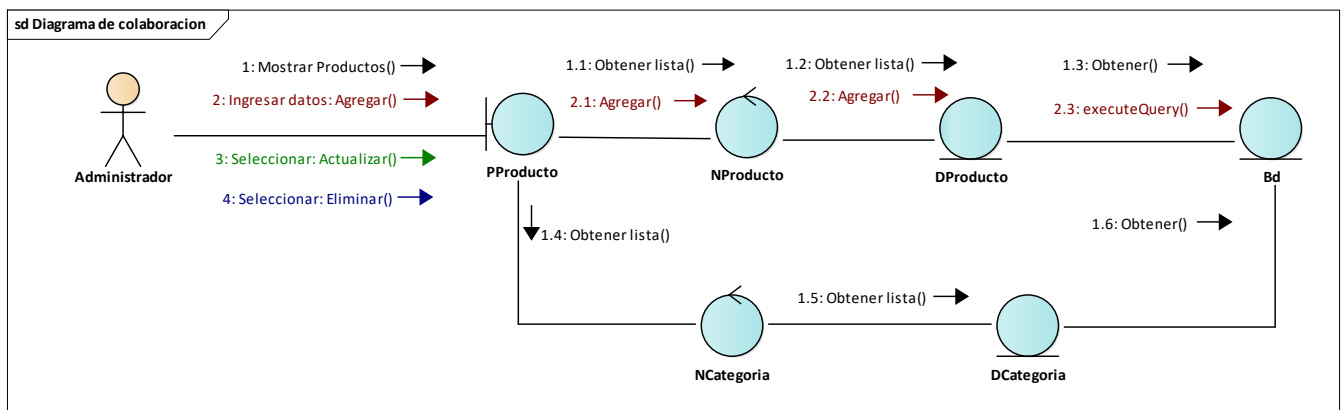 sd Diagrama de colaboracion
1: Mostrar Productos()
1.1: Obtener lista()
1.2: Obtener lista()
1.3: Obtener()
2: Ingresar datos: Agregar()
2.1: Agregar()
2.2: Agregar()
2.3: executeQuery()
3: Seleccionar: Actualizar()
4: Seleccionar: Eliminar()
Administrador
PProducto
NProducto
DProducto
Bd
1.4: Obtener lista()
1.6: Obtener()
1.5: Obtener lista()
NCategoria
DCategoria